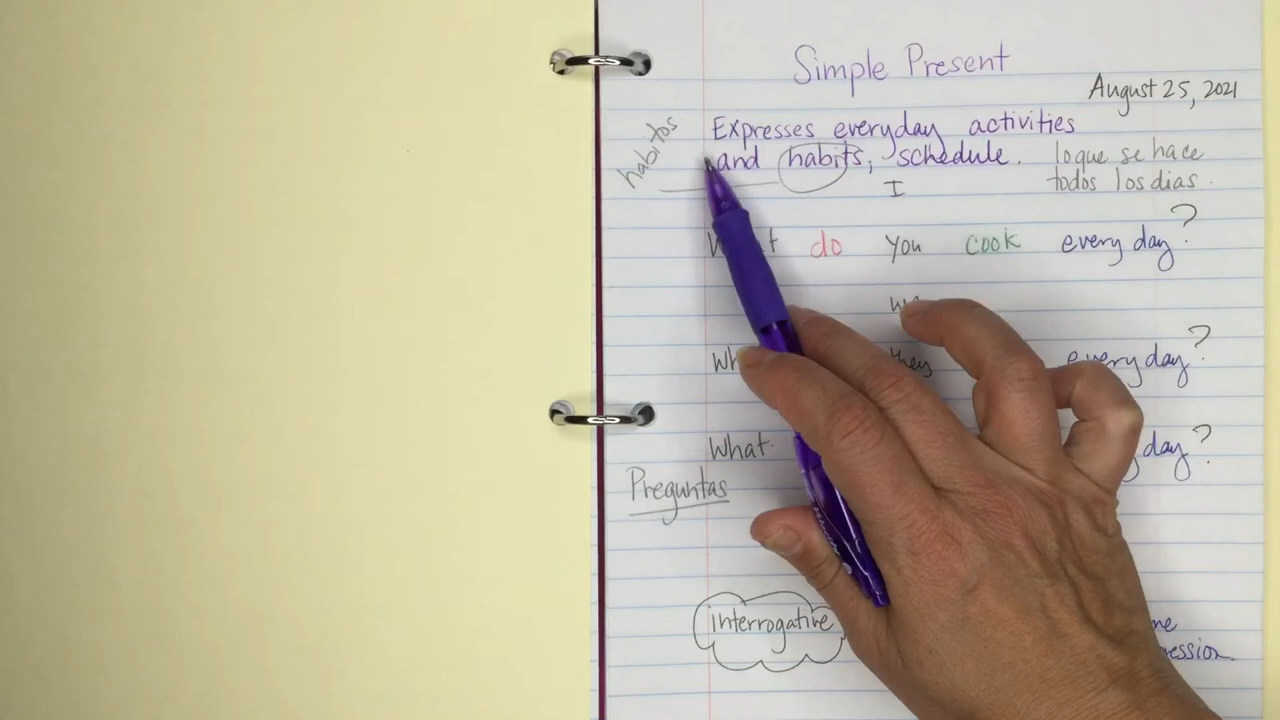 Simple Present
August 25, 2021
habitos
Expresses everyday activities
and habits, schedule.
lo que se hace
todos los dias.
I
do you cook every day?
they every day?
What day?
Preguntas
interrogative